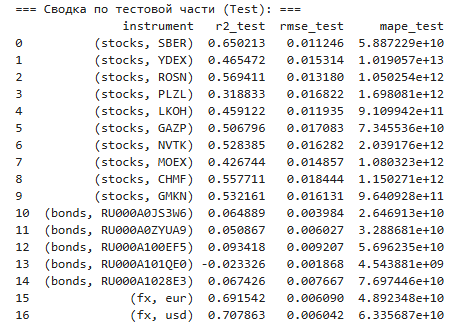 === Сводка по тестовой части (Test): ===
instrument r2_test rmse_test mape_test
0 (stocks, SBER) 0.650213 0.011246 5.887229e+10
1 (stocks, YDEX) 0.465472 0.015314 1.019057e+13
2 (stocks, ROSN) 0.569411 0.013180 1.050254e+12
3 (stocks, PLZL) 0.318833 0.016822 1.698081e+12
4 (stocks, LKOH) 0.459122 0.011935 9.109942e+11
5 (stocks, GAZP) 0.506796 0.017083 7.345536e+10
6 (stocks, NVTK) 0.528385 0.016282 2.039176e+12
7 (stocks, MOEX) 0.426744 0.014857 1.080323e+12
8 (stocks, CHMF) 0.557711 0.018444 1.150271e+12
9 (stocks, GMKN) 0.532161 0.016131 9.640928e+11
10 (bonds, RU000A0JS3W6) 0.064889 0.003984 2.646913e+10
11 (bonds, RU000A0ZYUA9) 0.050867 0.006027 3.288681e+10
12 (bonds, RU000A100EF5) 0.093418 0.009207 5.696235e+10
13 (bonds, RU000A101QE0) -0.023326 0.001868 4.543881e+09
14 (bonds, RU000A1028E3) 0.067426 0.007667 7.697446e+10
15 (fx, eur) 0.691542 0.006090 4.892348e+10
16 (fx, usd) 0.707863 0.006042 6.335687e+10